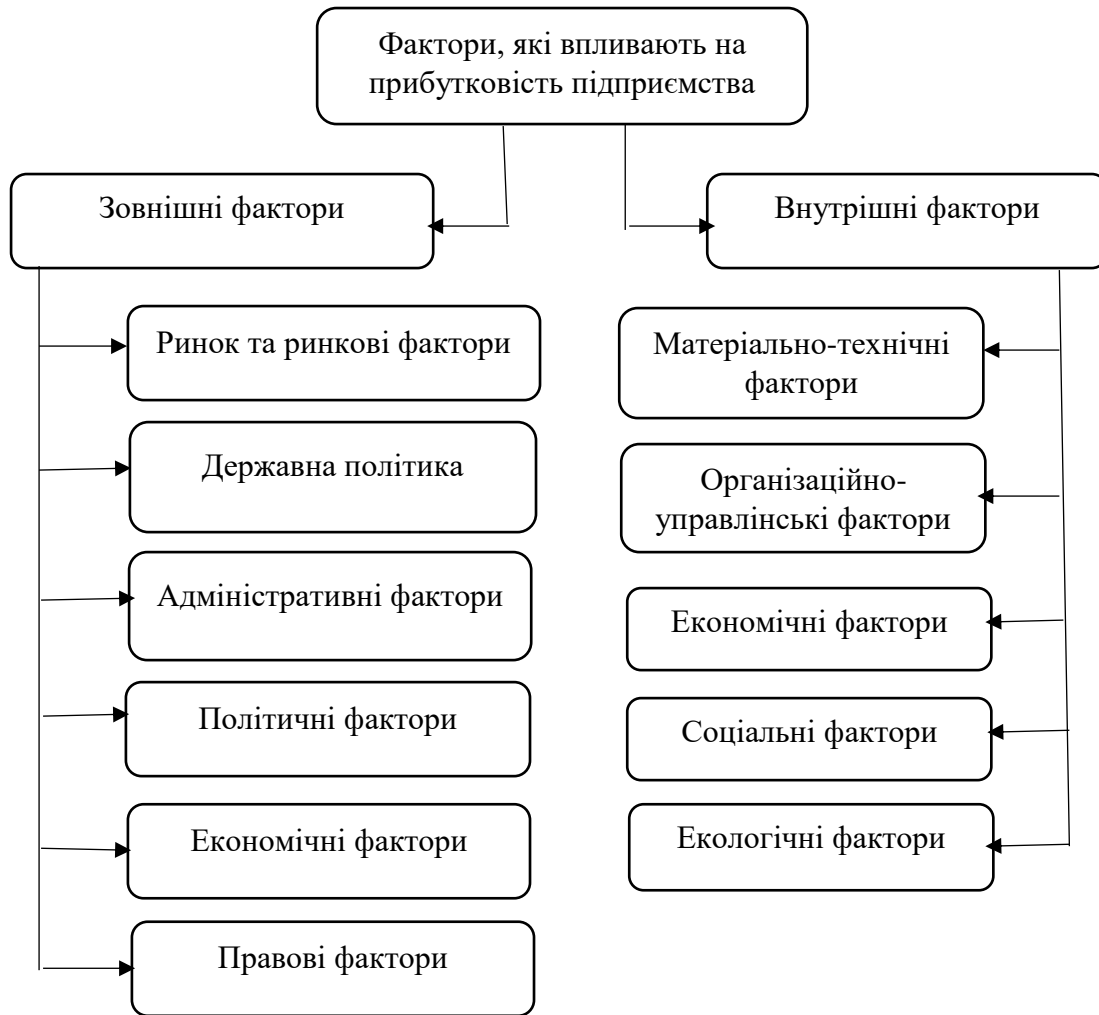 Фактори, які впливають на
прибутковість підприємства
Зовнішні фактори
Внутрішні фактори
Ринок та ринкові фактори
Державна політика
Адміністративні фактори
Політичні фактори
Економічні фактори
Правові фактори
Матеріально-технічні
фактори
Організаційно-
управлінські фактори
Економічні фактори
Соціальні фактори
Екологічні фактори